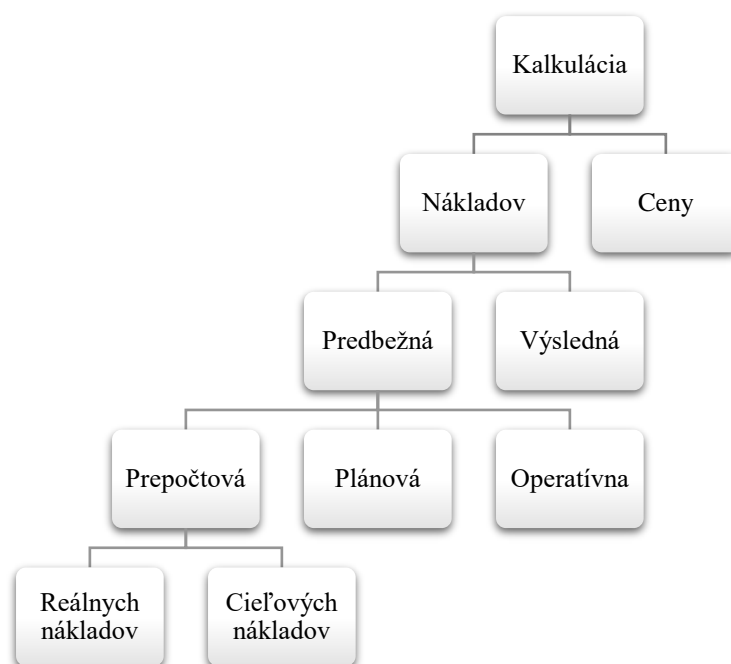 Kalkulácia
Nákladov
Ceny
Predbežná
Výsledná
Prepočtová
Plánová
Operatívna
Reálnych
nákladov
Cieľových
nákladov